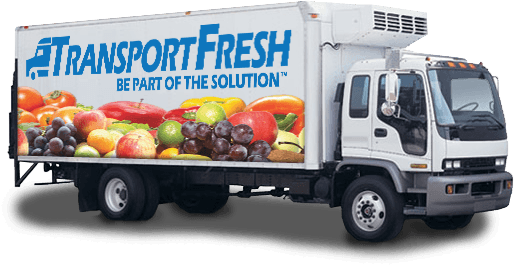 TRANSPORTFRESH
BE PART OF THE SOLUTION™